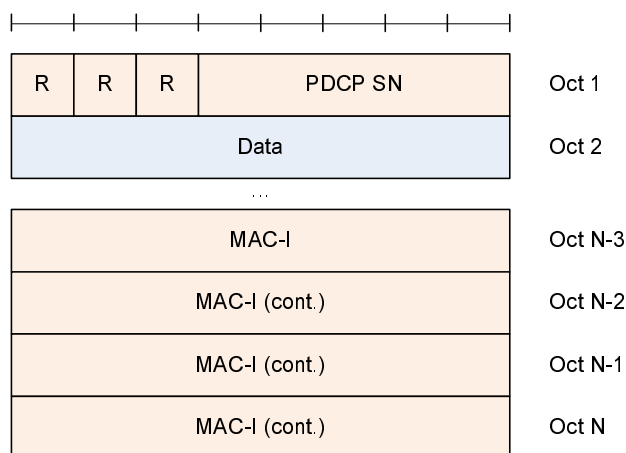 R R R PDCP SN Oct 1
Data Oct 2
...
MAC-I Oct N-3
MAC-I (cont.) Oct N-2
MAC-I (cont.) Oct N-1
MAC-I (cont.) Oct N